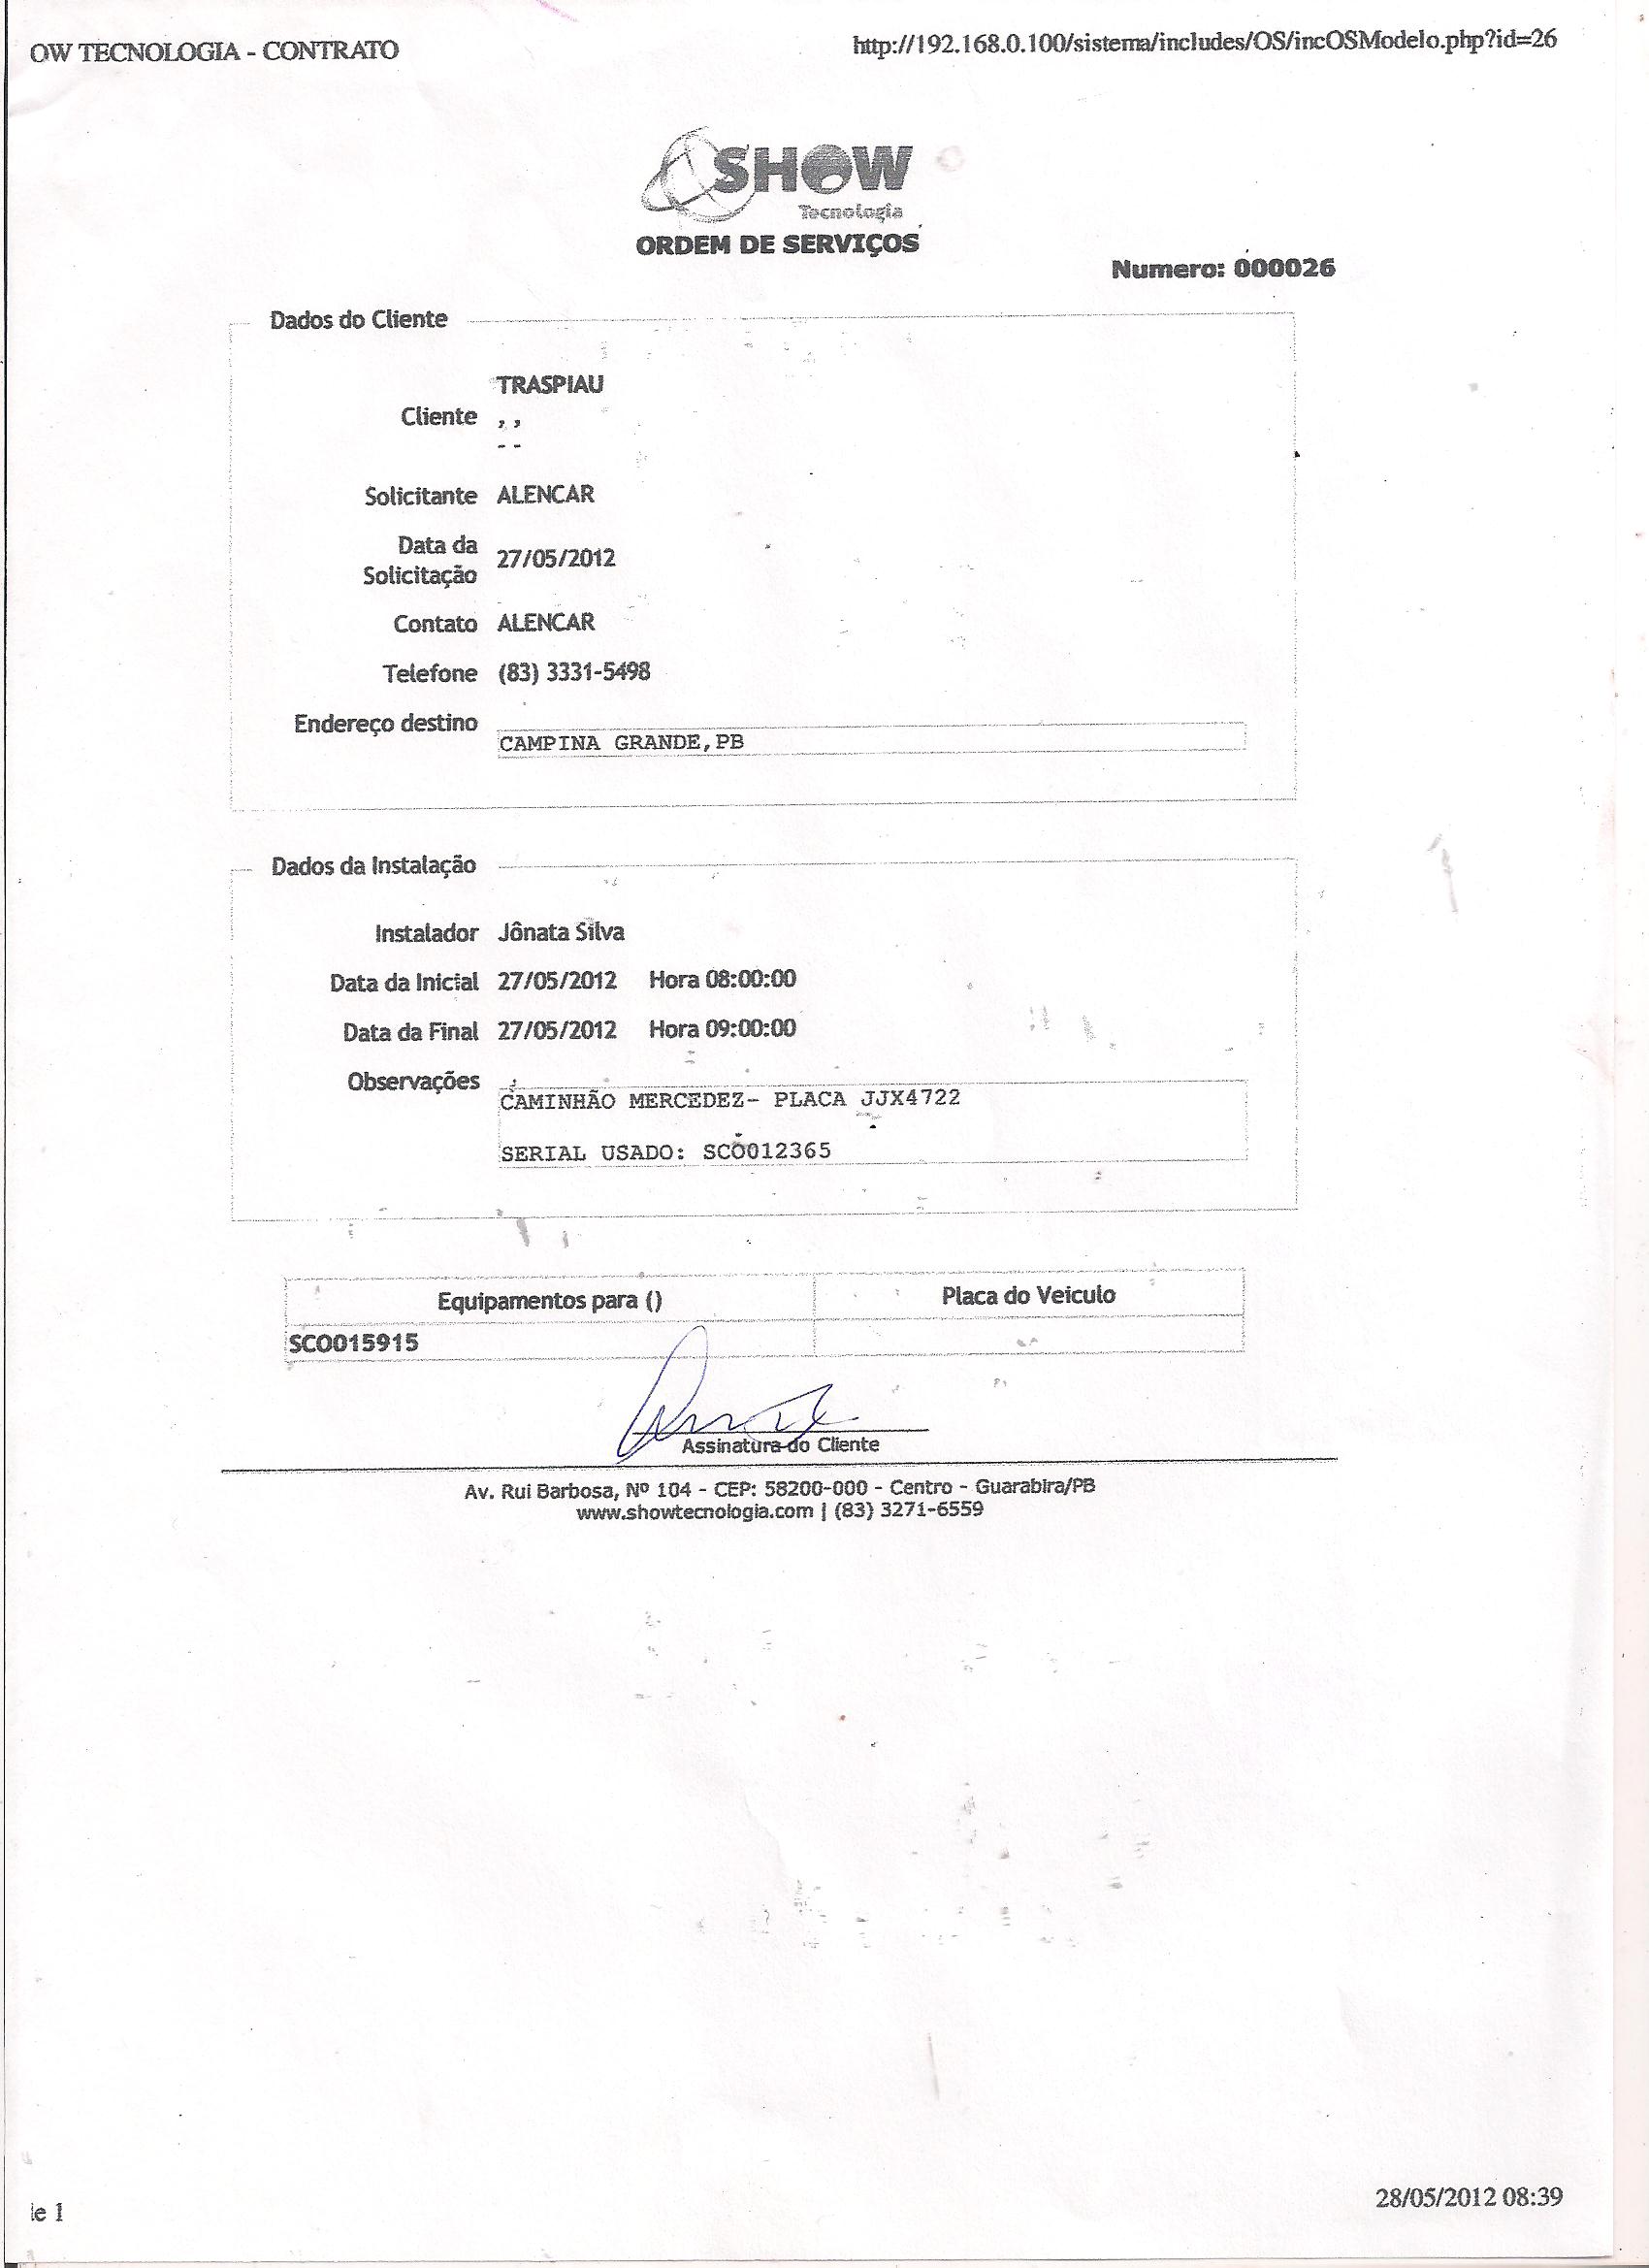 OW TECNOLOGIA - CONTRATO
http://192.168.0.100/sistema/includes/OS/incOSModelo.php?id=26
SHOW
Tecnologia
ORDEM DE SERVIÇOS
Numero: 000026
Dados do Cliente
TRASPIAU
Cliente , ,
- -
Solicitante ALENCAR
Data da
Solicitação 27/05/2012
Contato ALENCAR
Telefone (83) 3331-5498
Endereço destino
CAMPINA GRANDE,PB
Dados da Instalação
Instalador Jônata Silva
Data da Inicial 27/05/2012 Hora 08:00:00
Data da Final 27/05/2012 Hora 09:00:00
Observações
CAMINHÃO MERCEDEZ- PLACA JJX4722
SERIAL USADO: SCO012365
Equipamentos para () Placa do Veiculo
SCO015915
Assinatura do Cliente
Av. Rui Barbosa, Nº 104 - CEP: 58200-000 - Centro - Guarabira/PB
www.showtecnologia.com | (83) 3271-6559
de 1
28/05/2012 08:39